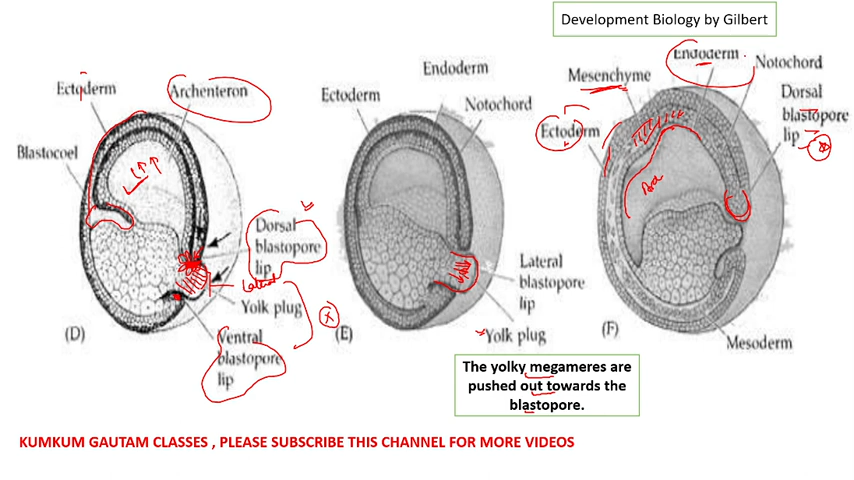 Development Biology by Gilbert
Ectoderm
Archenteron
Blastocoel
Dorsal
blastopore
lip
Lateral
Yolk plug
Ventral
blastopore
lip
(D)
Ectoderm
Endoderm
Notochord
Lateral
blastopore
lip
Yolk plug
(E)
Mesenchyme
Endoderm
Notochord
Ectoderm
Dorsal
blastopore
lip
Mesoderm
(F)
The yolky megameres are
pushed out towards the
blastopore.
KUMKUM GAUTAM CLASSES , PLEASE SUBSCRIBE THIS CHANNEL FOR MORE VIDEOS